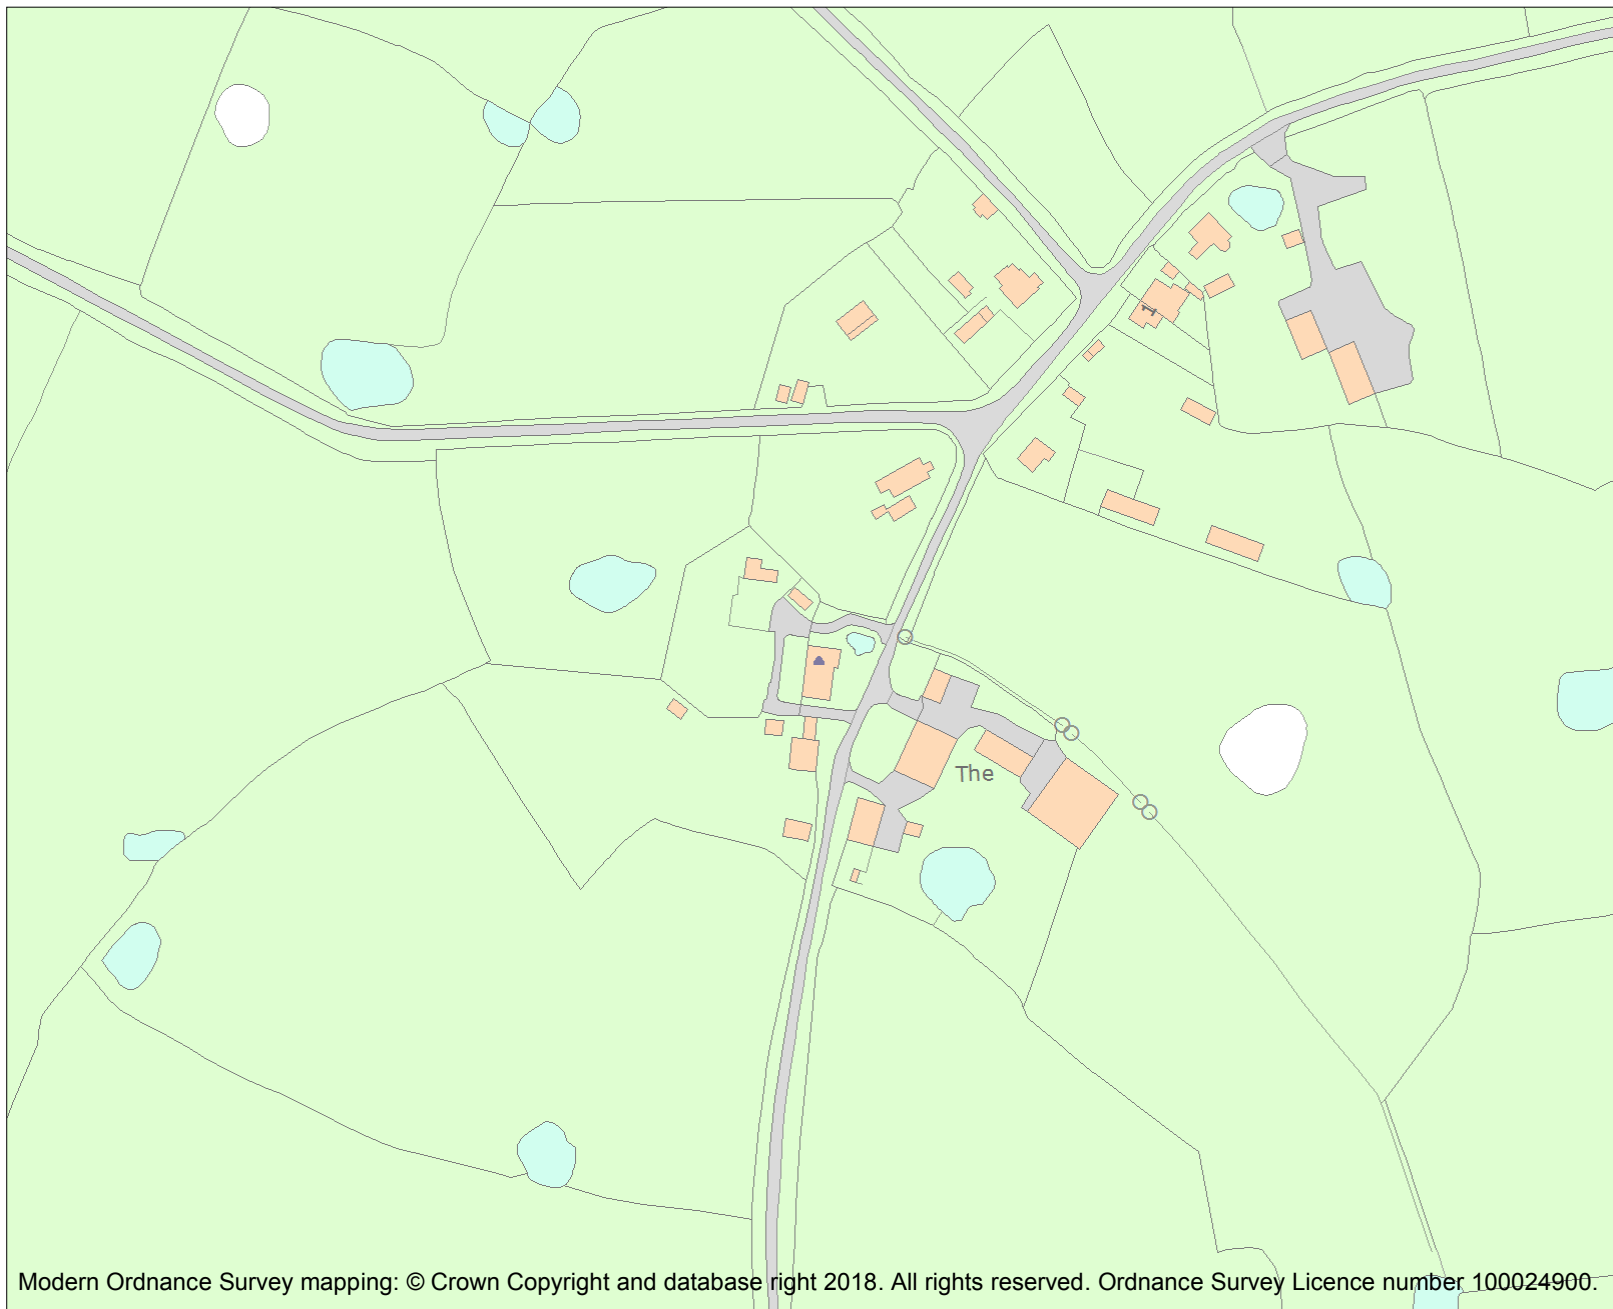 1
The
Modern Ordnance Survey mapping: © Crown Copyright and database right 2018. All rights reserved. Ordnance Survey Licence number 100024900.